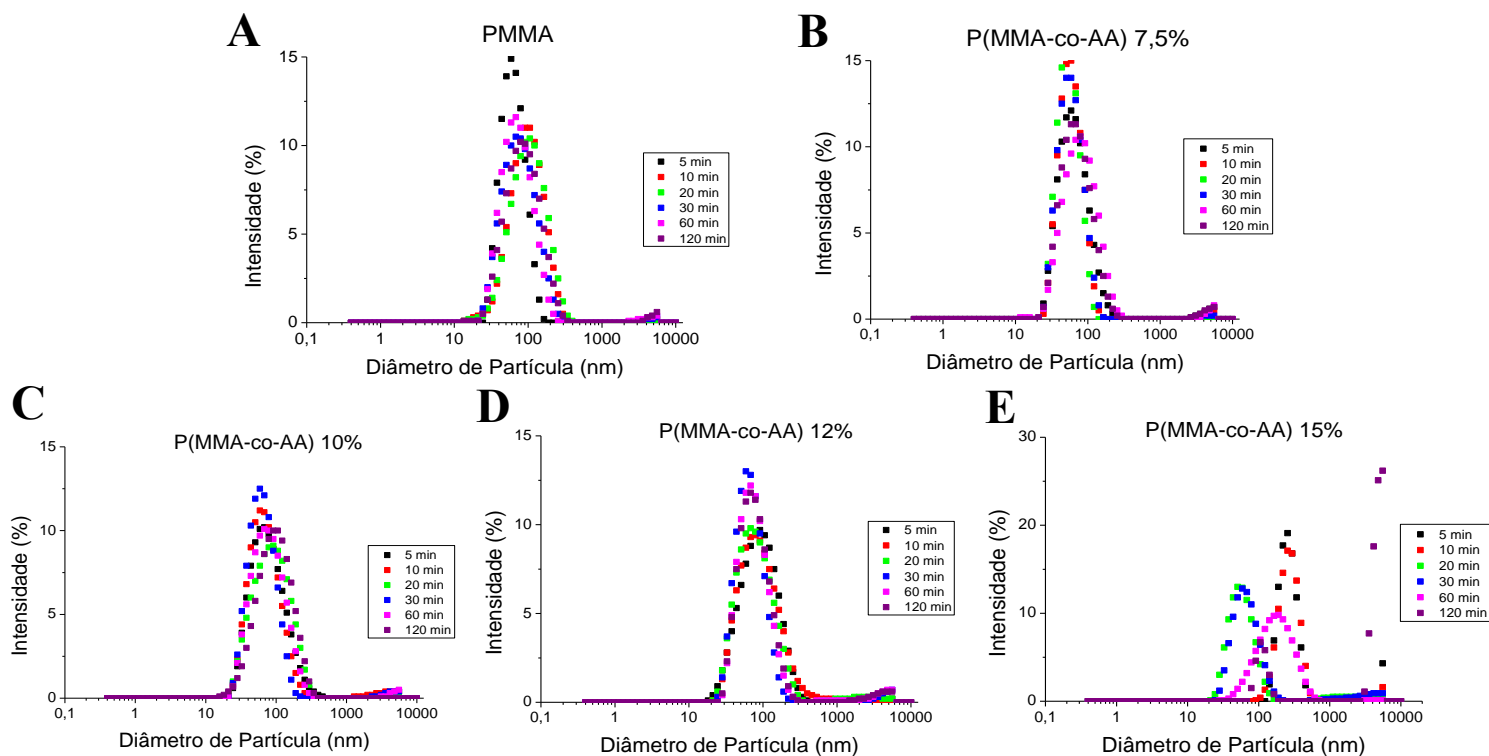 A
PMMA
15
10
5
0
0,1
1
10
100
1000
10000
Intensidade (%)
Diâmetro de Partícula (nm)
5 min
10 min
20 min
30 min
60 min
120 min
B
P(MMA-co-AA) 7,5%
15
10
5
0
0,1
1
10
100
1000
10000
Intensidade (%)
Diâmetro de Partícula (nm)
5 min
10 min
20 min
30 min
60 min
120 min
C
P(MMA-co-AA) 10%
15
10
5
0
0,1
1
10
100
1000
10000
Intensidade (%)
Diâmetro de Partícula (nm)
5 min
10 min
20 min
30 min
60 min
120 min
D
P(MMA-co-AA) 12%
15
10
5
0
0,1
1
10
100
1000
10000
Intensidade (%)
Diâmetro de Partícula (nm)
5 min
10 min
20 min
30 min
60 min
120 min
E
P(MMA-co-AA) 15%
30
20
10
0
0,1
1
10
100
1000
10000
Intensidade (%)
Diâmetro de Partícula (nm)
5 min
10 min
20 min
30 min
60 min
120 min